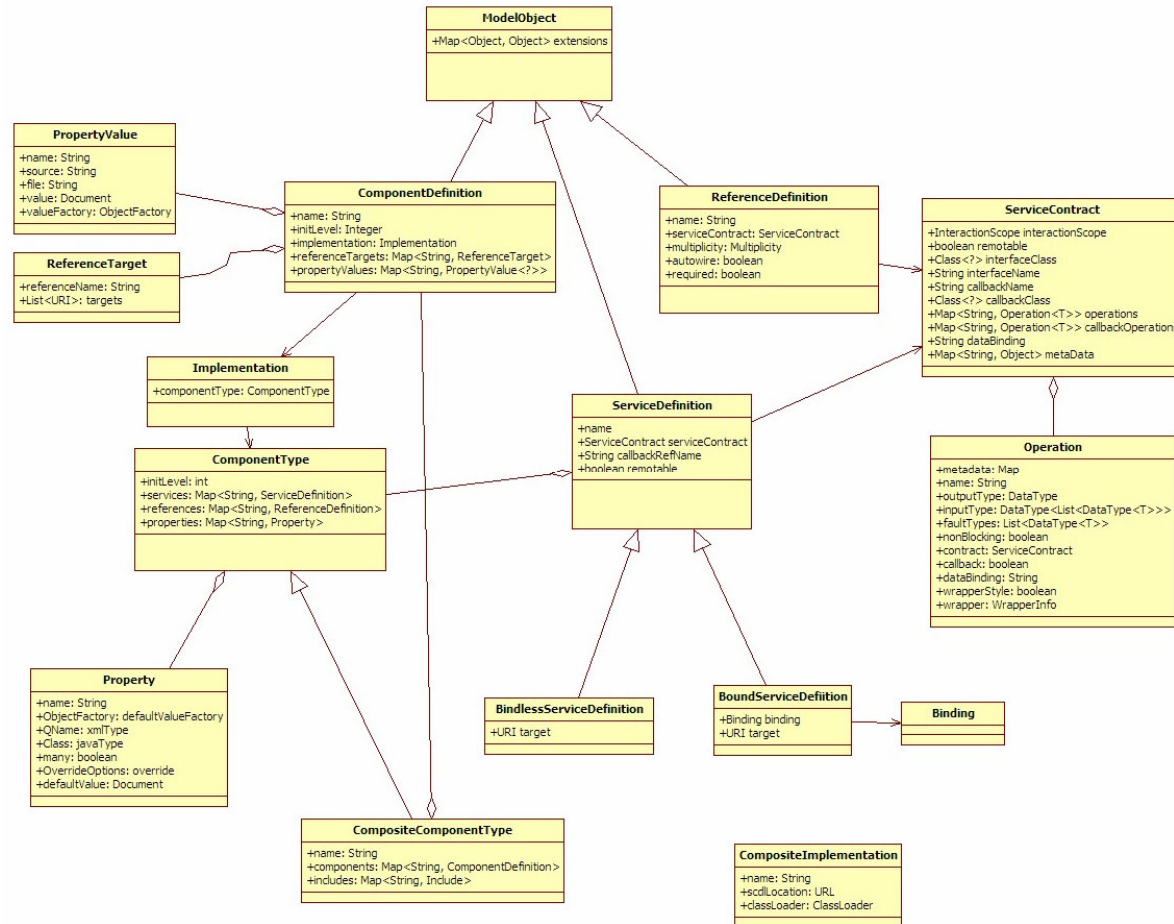 ModelObject
+Map<Object, Object> extensions
PropertyValue
+name: String
+source: String
+file: String
+value: Document
+valueFactory: ObjectFactory
ComponentDefinition
+name: String
+initLevel: Integer
+implementation: Implementation
+referenceTargets: Map<String, ReferenceTarget>
+propertyValues: Map<String, PropertyValue<?>>
ReferenceDefinition
+name: String
+serviceContract: ServiceContract
+multiplicity: Multiplicity
+autowire: boolean
+required: boolean
ServiceContract
+InteractionScope interactionScope
+boolean remotable
+Class<?> interfaceClass
+String interfaceName
+String callbackName
+Class<?> callbackClass
+Map<String, Operation<T>> operations
+Map<String, Operation<T>> callbackOperation
+String dataBinding
+Map<String, Object> metaData
ReferenceTarget
+referenceName: String
+List<URI>: targets
Implementation
+componentType: ComponentType
ServiceDefinition
+name
+ServiceContract serviceContract
+String callbackRefName
+boolean remotable
Operation
+metadata: Map
+name: String
+outputType: DataType
+inputType: DataType<List<DataType<T>>>
+faultTypes: List<DataType<T>>
+nonBlocking: boolean
+contract: ServiceContract
+callback: boolean
+dataBinding: String
+wrapperStyle: boolean
+wrapper: WrapperInfo
ComponentType
+initLevel: int
+services: Map<String, ServiceDefinition>
+references: Map<String, ReferenceDefinition>
+properties: Map<String, Property>
Property
+name: String
+ObjectFactory: defaultValueFactory
+QName: xmlType
+Class: javaType
+many: boolean
+OverrideOptions: override
+defaultValue: Document
BindlessServiceDefinition
+URI target
BoundServiceDefiition
+Binding binding
+URI target
Binding
CompositeComponentType
+name: String
+components: Map<String, ComponentDefinition>
+includes: Map<String, Include>
CompositeImplementation
+name: String
+scdlLocation: URL
+classLoader: ClassLoader